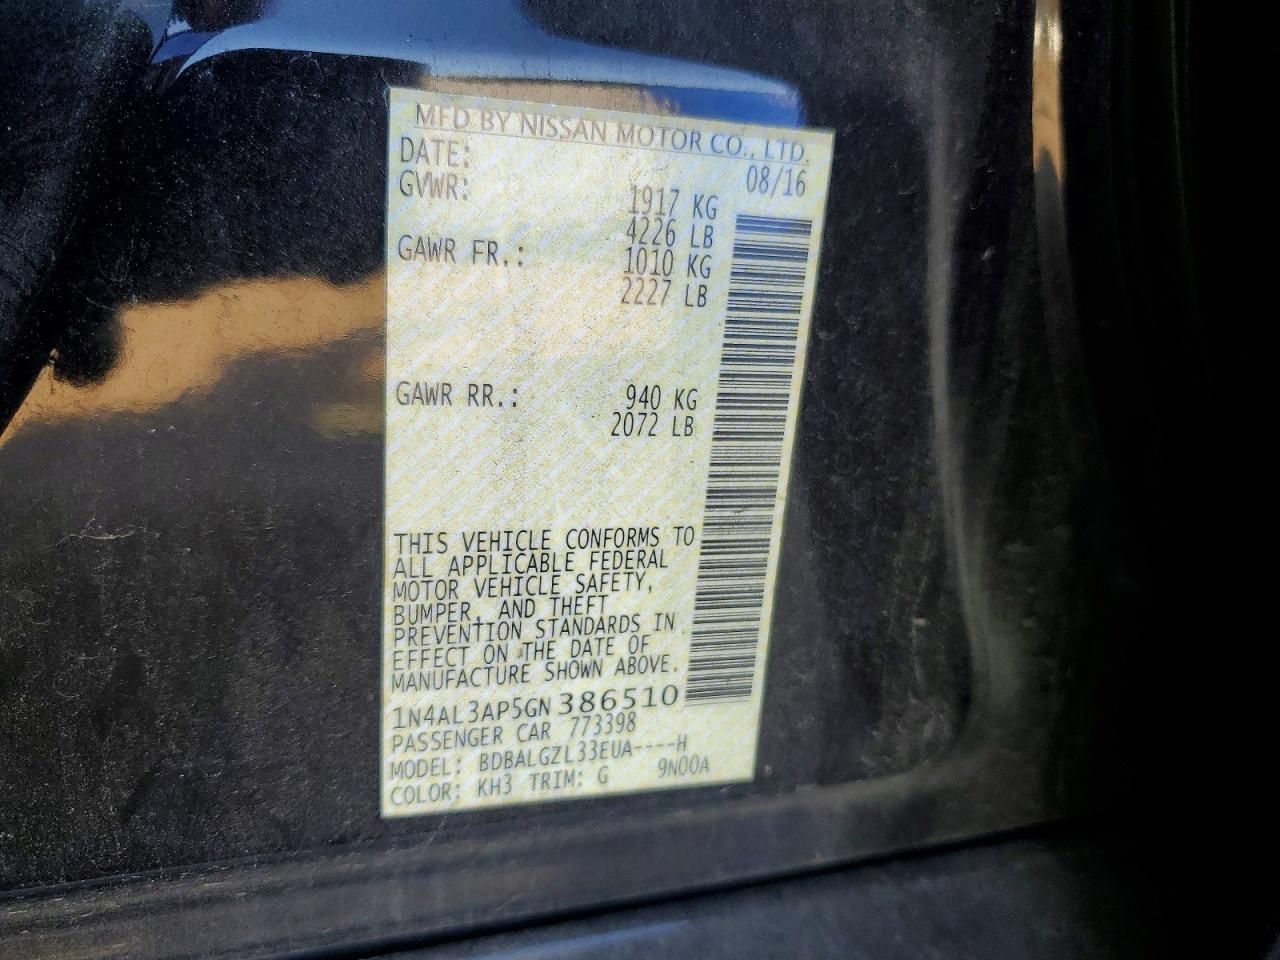 MFD BY NISSAN MOTOR CO., LTD.
DATE: 08/16
GVWR: 1917 KG
4226 LB
GAWR FR.: 1010 KG
2227 LB
GAWR RR.: 940 KG
2072 LB
THIS VEHICLE CONFORMS TO
ALL APPLICABLE FEDERAL
MOTOR VEHICLE SAFETY,
BUMPER, AND THEFT
PREVENTION STANDARDS IN
EFFECT ON THE DATE OF
MANUFACTURE SHOWN ABOVE.
1N4AL3AP5GN386510
PASSENGER CAR 773398
MODEL: BDBALGZL33EUA----H
COLOR: KH3 TRIM: G 9N00A